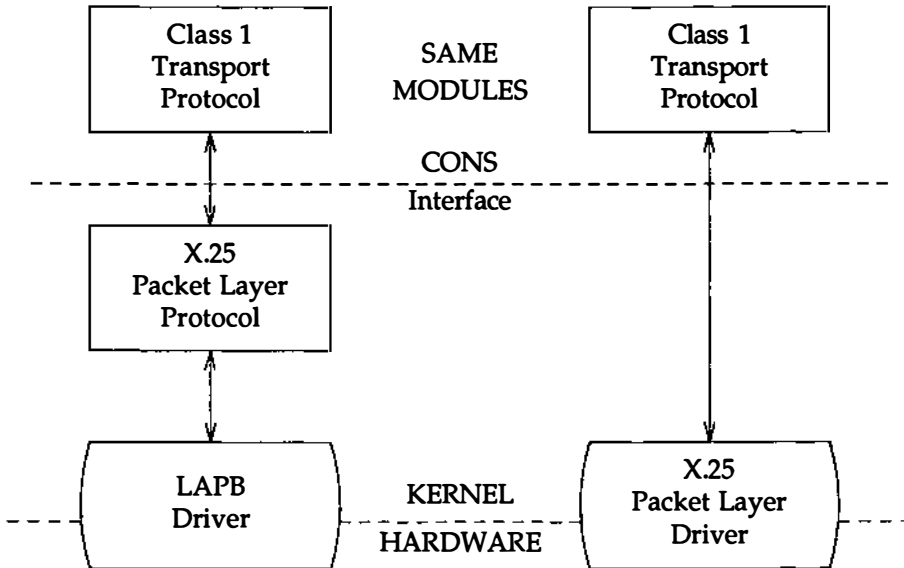 Class 1
Transport
Protocol
SAME
MODULES
Class 1
Transport
Protocol
CONS
Interface
X.25
Packet Layer
Protocol
LAPB
Driver
KERNEL
HARDWARE
X.25
Packet Layer
Driver